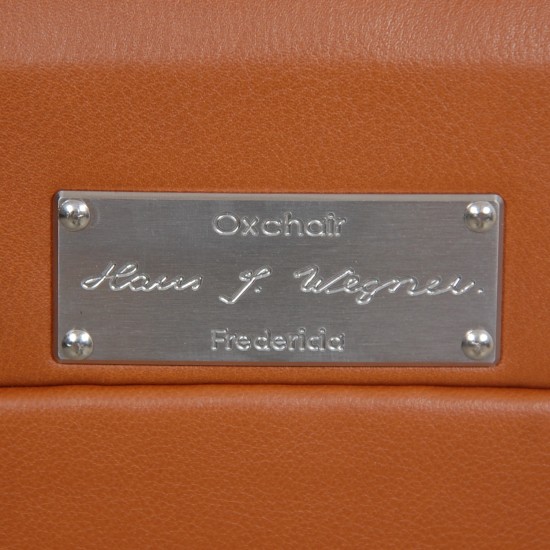 Oxchair
Hans J. Wegner.
Fredericia